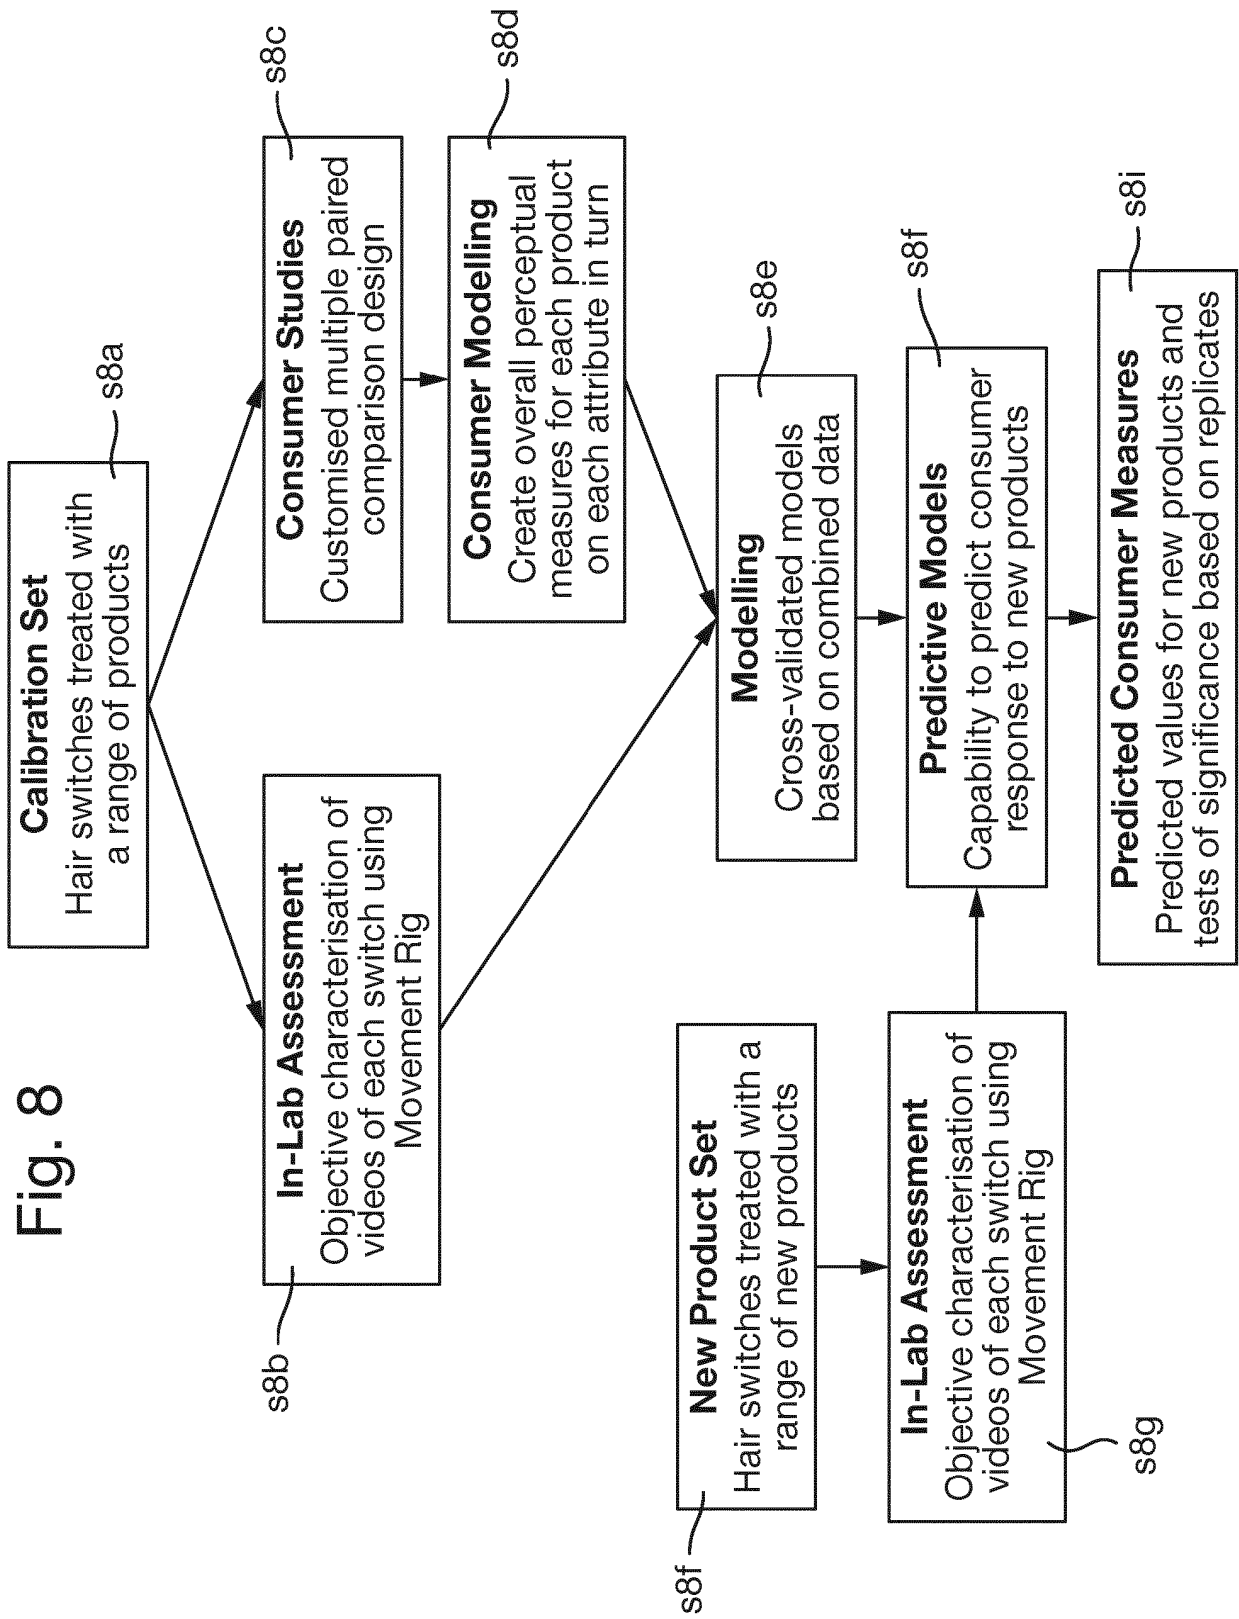 Fig. 8
Calibration Set
Hair switches treated with
a range of products
s8a
In-Lab Assessment
Objective characterisation of
videos of each switch using
Movement Rig
s8b
Consumer Studies
Customised multiple paired
comparison design
s8c
Consumer Modelling
Create overall perceptual
measures for each product
on each attribute in turn
s8d
Modelling
Cross-validated models
based on combined data
s8e
New Product Set
Hair switches treated with a
range of new products
s8f
In-Lab Assessment
Objective characterisation of
videos of each switch using
Movement Rig
s8g
Predictive Models
Capability to predict consumer
response to new products
s8f
Predicted Consumer Measures
Predicted values for new products and
tests of significance based on replicates
s8i